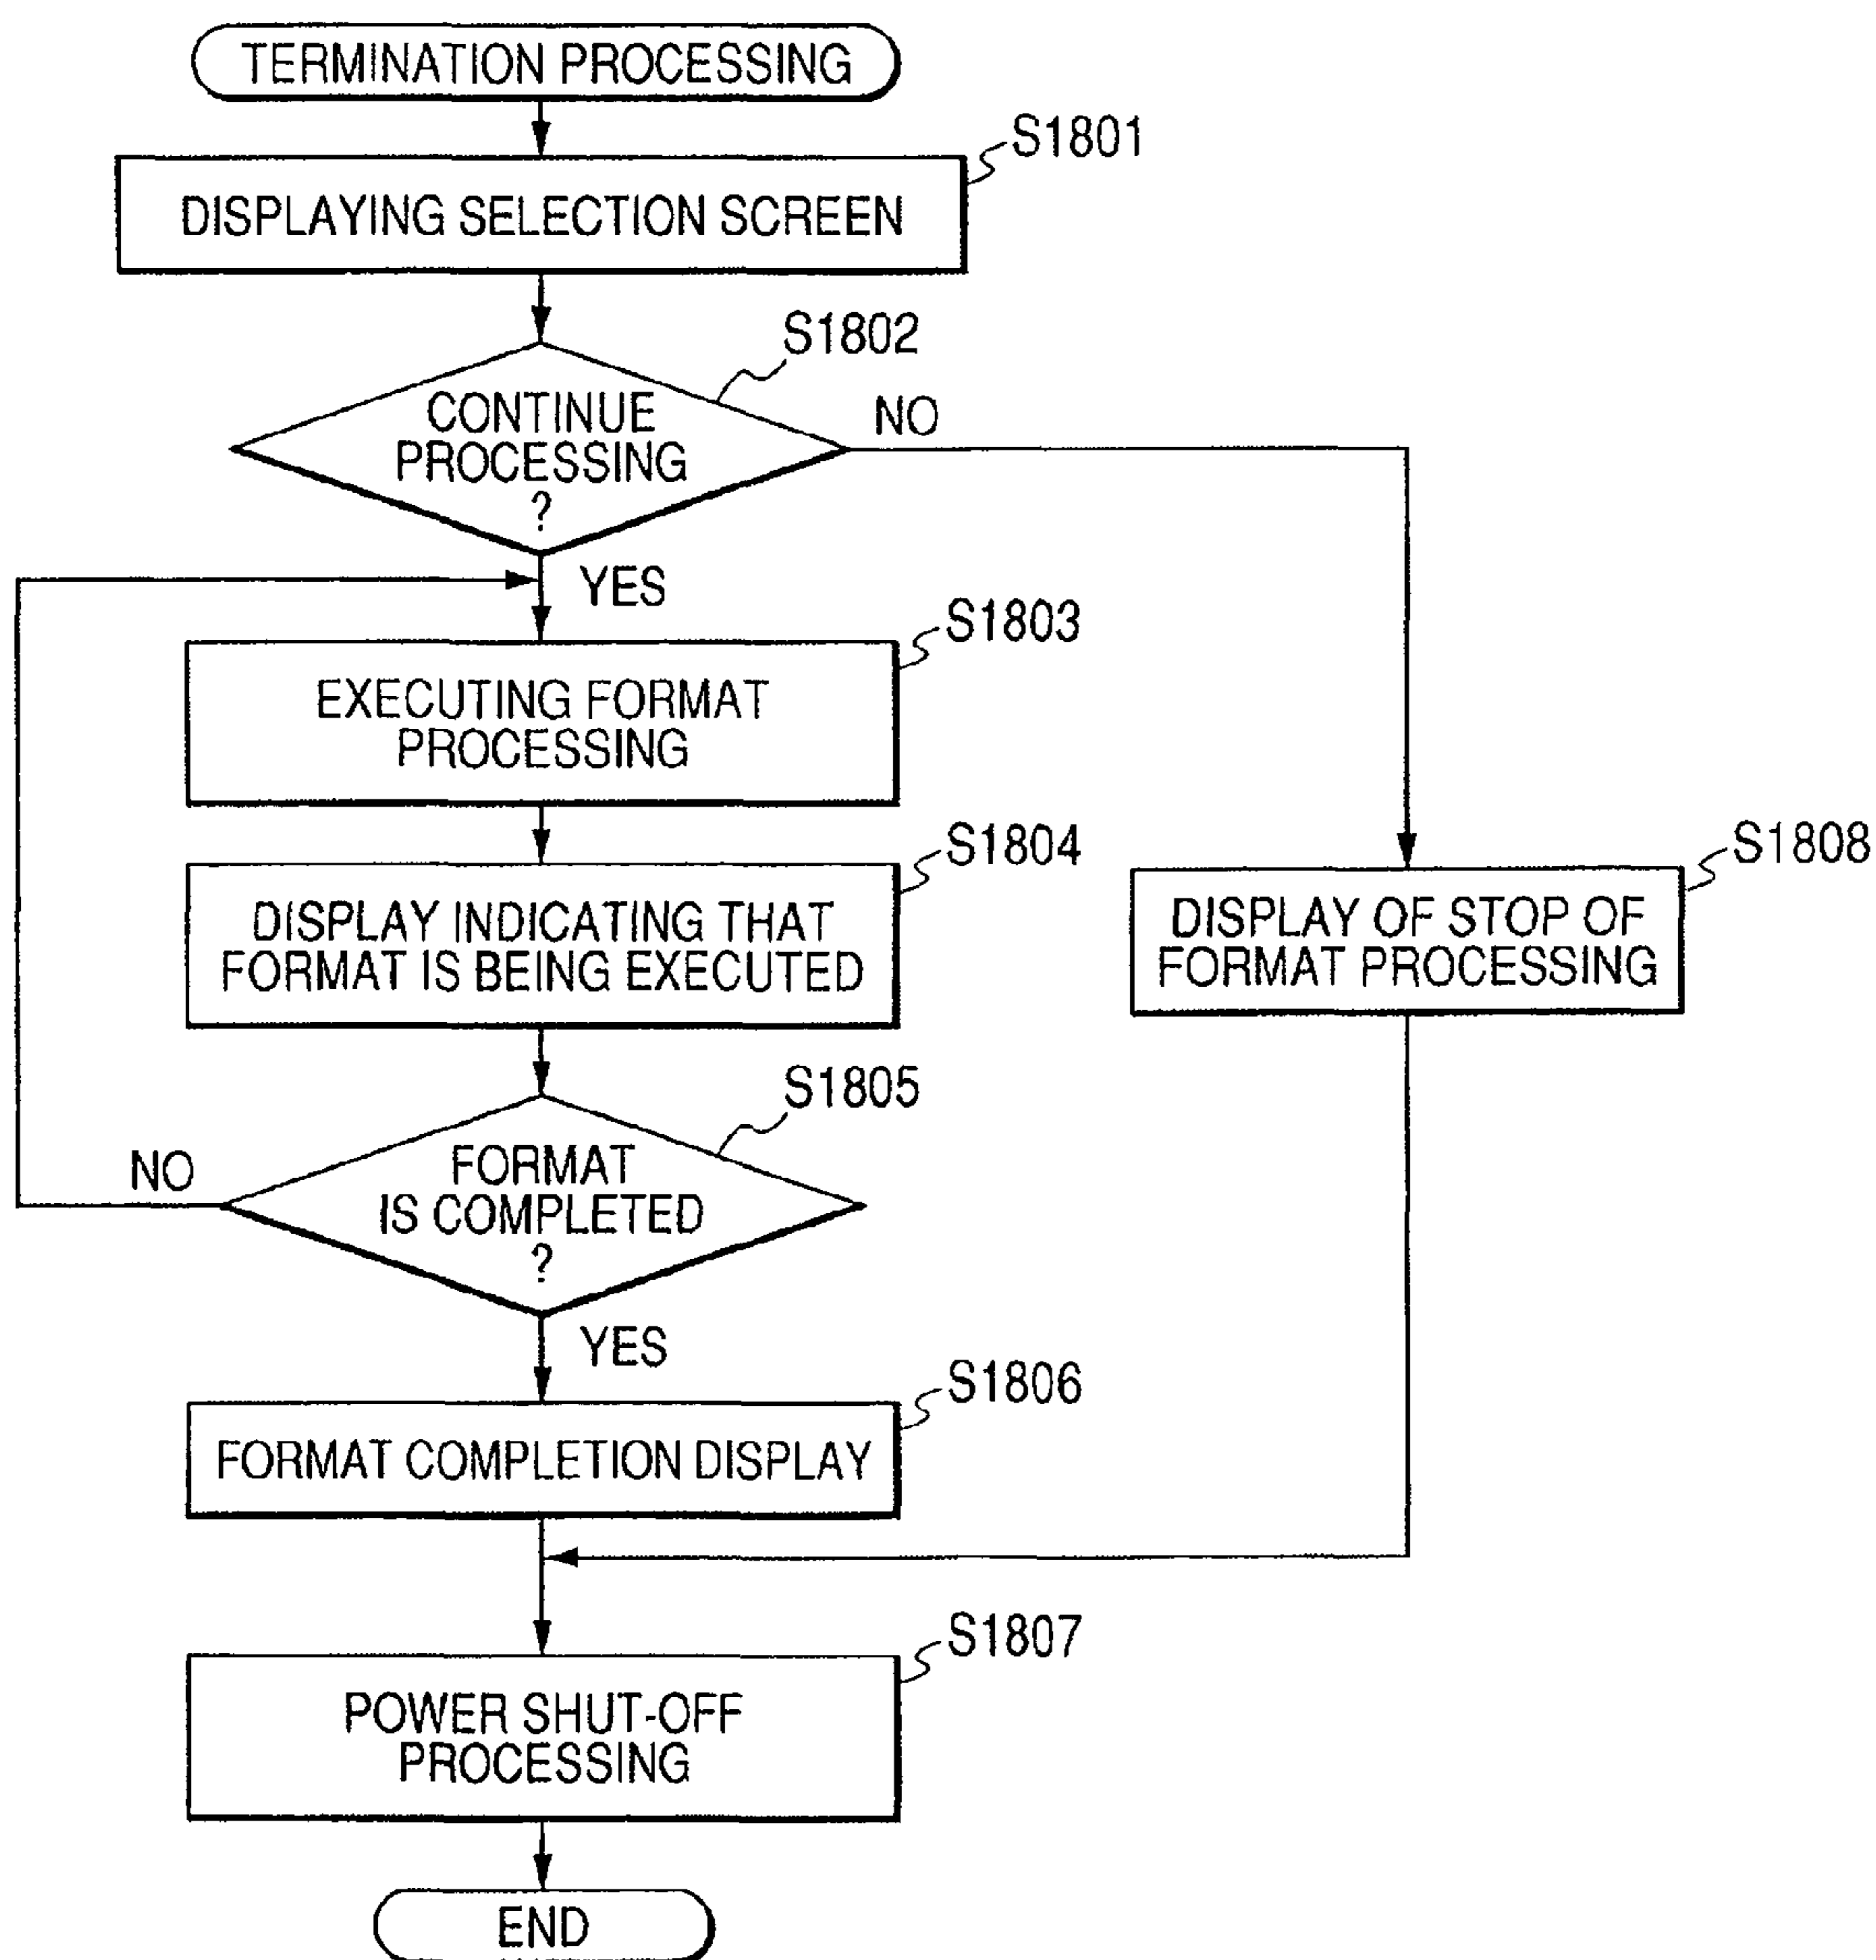 TERMINATION PROCESSING
S1801
DISPLAYING SELECTION SCREEN
S1802
CONTINUE
PROCESSING
?
NO
YES
S1803
EXECUTING FORMAT
PROCESSING
S1804
DISPLAY INDICATING THAT
FORMAT IS BEING EXECUTED
S1808
DISPLAY OF STOP OF
FORMAT PROCESSING
S1805
FORMAT
IS COMPLETED
?
NO
YES
S1806
FORMAT COMPLETION DISPLAY
S1807
POWER SHUT-OFF
PROCESSING
END